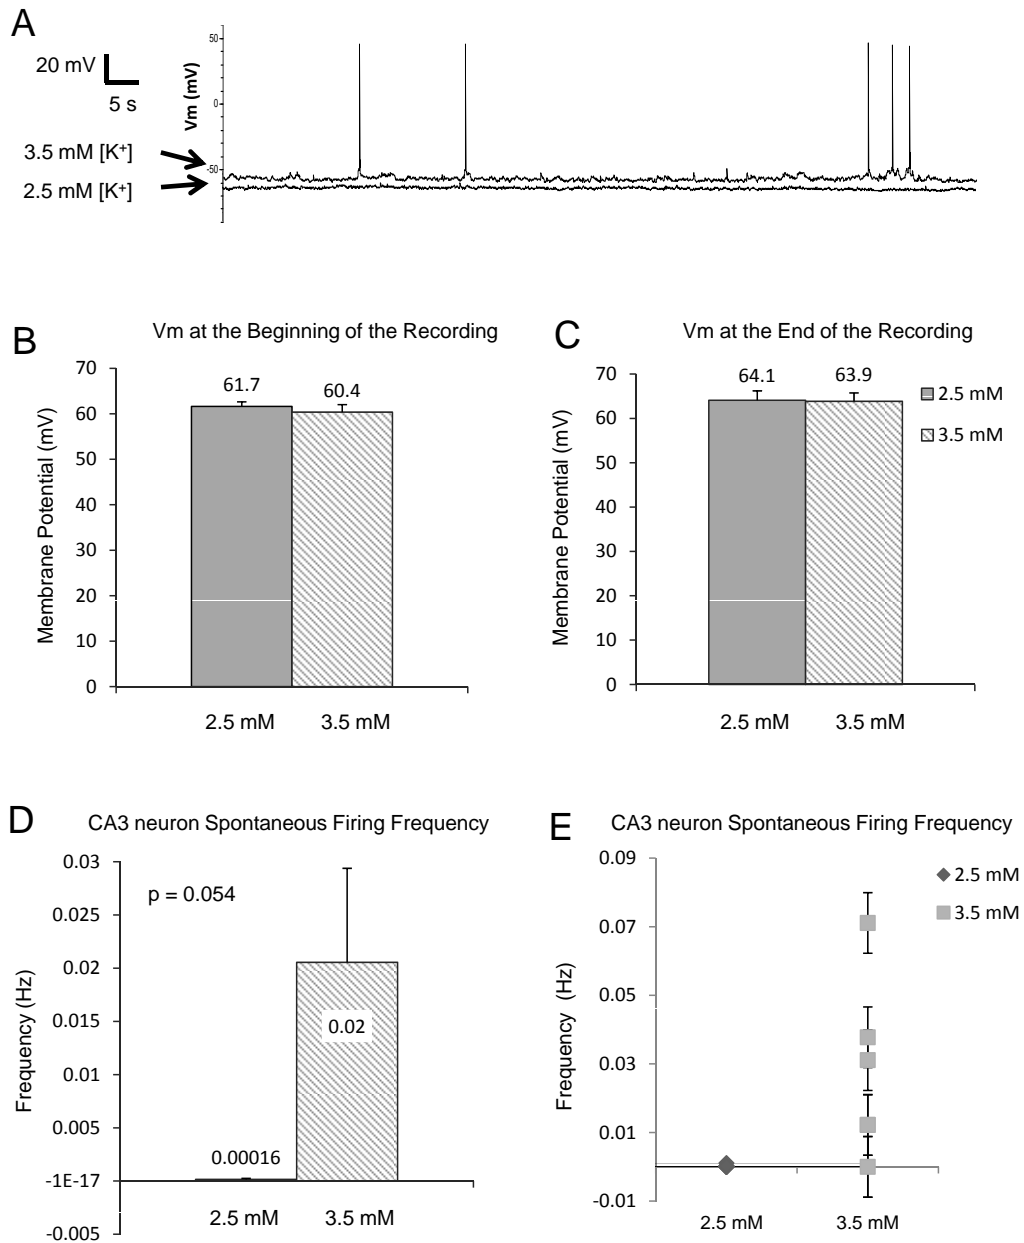 A
20 mV
5 s
3.5 mM [K⁺]
2.5 mM [K⁺]
Vm (mV)
50
0
-50
B
Vm at the Beginning of the Recording
Membrane Potential (mV)
70
60
50
40
30
20
10
0
61.7
60.4
2.5 mM
3.5 mM
C
Vm at the End of the Recording
Membrane Potential (mV)
70
60
50
40
30
20
10
0
64.1
63.9
2.5 mM
3.5 mM
2.5 mM
3.5 mM
D
CA3 neuron Spontaneous Firing Frequency
Frequency (Hz)
0.03
0.025
0.02
0.015
0.01
0.005
-1E-17
-0.005
p = 0.054
0.00016
0.02
2.5 mM
3.5 mM
E
CA3 neuron Spontaneous Firing Frequency
Frequency (Hz)
0.09
0.07
0.05
0.03
0.01
-0.01
2.5 mM
3.5 mM
2.5 mM
3.5 mM